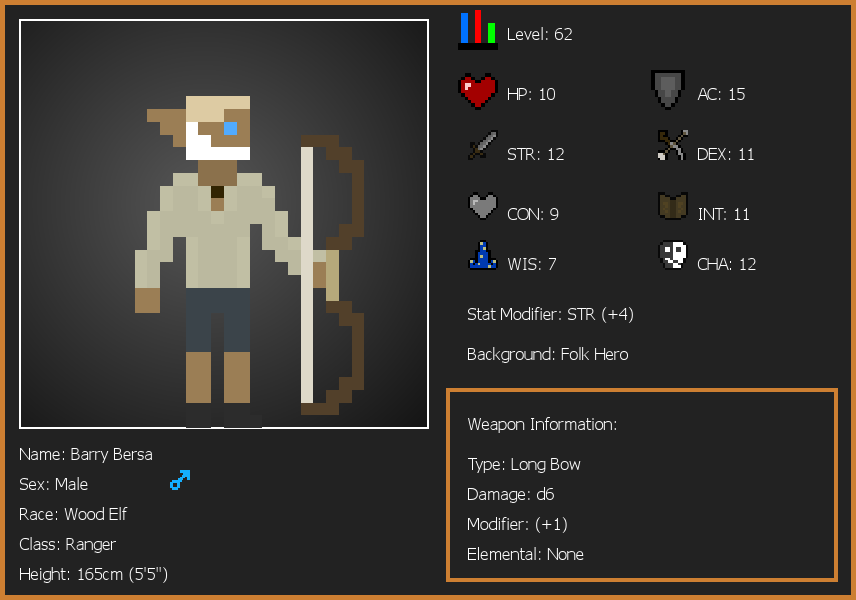 Level: 62
HP: 10
AC: 15
STR: 12
DEX: 11
CON: 9
INT: 11
WIS: 7
CHA: 12
Stat Modifier: STR (+4)
Background: Folk Hero
Weapon Information:
Type: Long Bow
Damage: d6
Modifier: (+1)
Elemental: None
Name: Barry Bersa
Sex: Male
Race: Wood Elf
Class: Ranger
Height: 165cm (5'5")